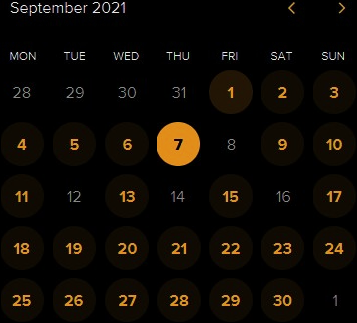 September 2021 < >
MON TUE WED THU FRI SAT SUN
28 29 30 31 1 2 3
4 5 6 7 8 9 10
11 12 13 14 15 16 17
18 19 20 21 22 23 24
25 26 27 28 29 30 1